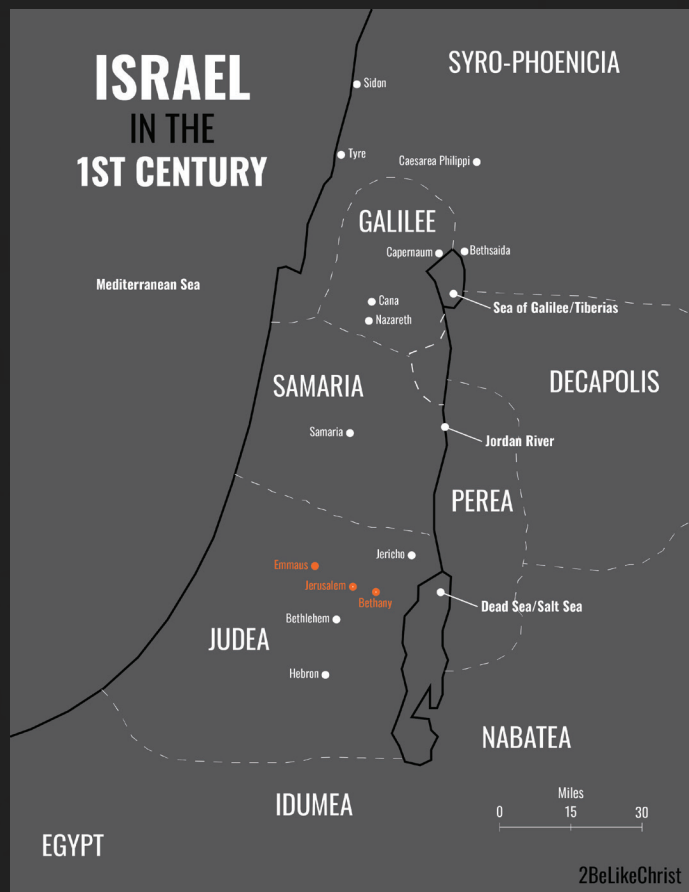 ISRAEL
IN THE
1ST CENTURY
SYRO-PHOENICIA
Sidon
Tyre
Caesarea Philippi
GALILEE
Capernaum
Bethsaida
Mediterranean Sea
Cana
Sea of Galilee/Tiberias
Nazareth
SAMARIA
DECAPOLIS
Samaria
Jordan River
PEREA
Jericho
Emmaus
Jerusalem
Bethany
Dead Sea/Salt Sea
Bethlehem
JUDEA
Hebron
NABATEA
IDUMEA
Miles
0 15 30
EGYPT
2BeLikeChrist